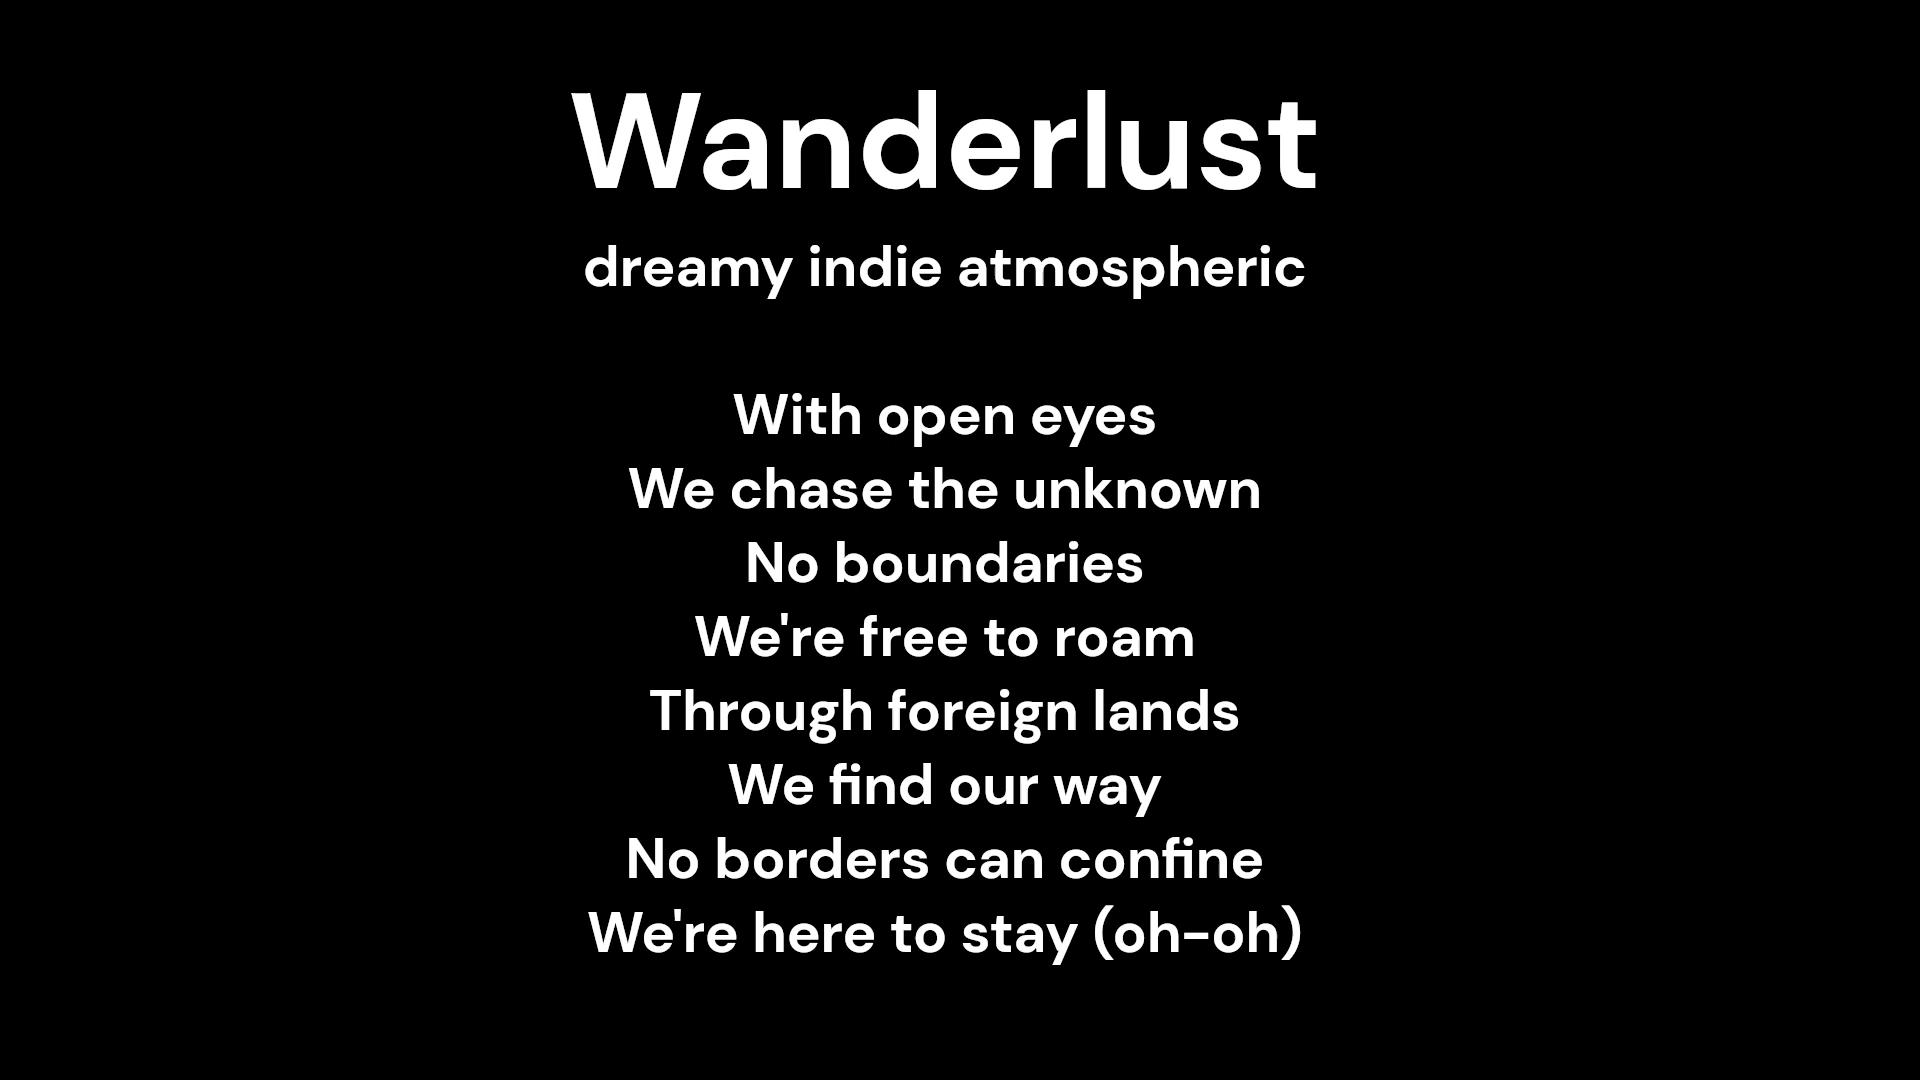 Wanderlust
dreamy indie atmospheric
With open eyes
We chase the unknown
No boundaries
We're free to roam
Through foreign lands
We find our way
No borders can confine
We're here to stay (oh-oh)